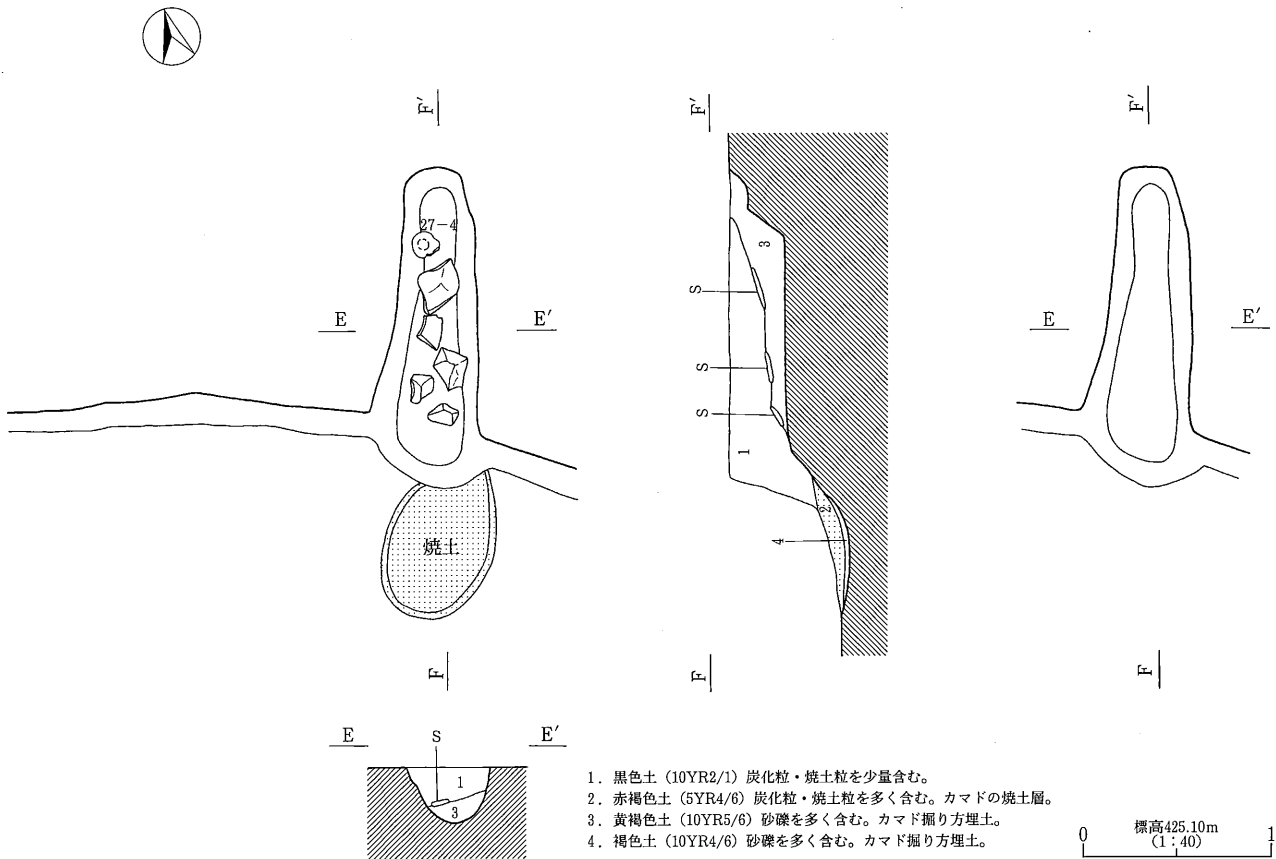 F′
F′
F′
27-4
3
S
E
E′
E
E′
S
S
1
焼土
2
4
F
F
F
E
S
E′
1
3
1．黒色土（10YR2/1）炭化粒・焼土粒を少量含む。
2．赤褐色土（5YR4/6）炭化粒・焼土粒を多く含む。カマドの焼土層。
3．黄褐色土（10YR5/6）砂礫を多く含む。カマド掘り方埋土。
4．褐色土（10YR4/6）砂礫を多く含む。カマド掘り方埋土。
標高425.10m
0 （1：40） 1